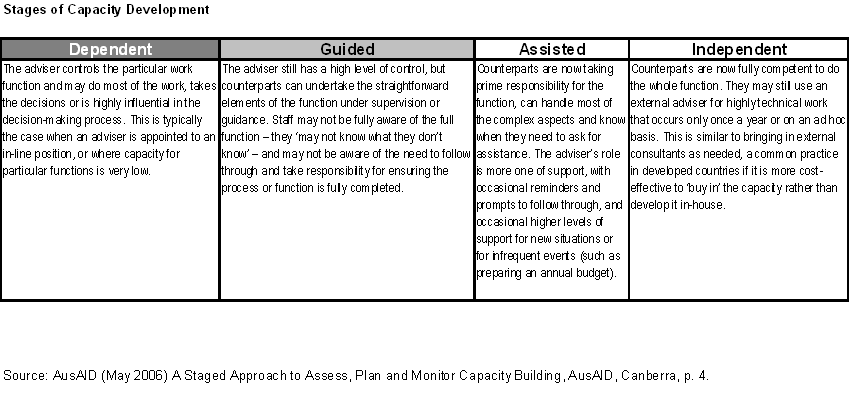 Stages of Capacity Development
Dependent
The adviser controls the particular work
function and may do most of the work, takes
the decisions or is highly influential in the
decision-making process. This is typically
the case when an adviser is appointed to an
in-line position, or where capacity for
particular functions is very low.
Guided
The adviser still has a high level of control, but
counterparts can undertake the straightforward
elements of the function under supervision or
guidance. Staff may not be fully aware of the full
function – they 'may not know what they don't
know' – and may not be aware of the need to follow
through and take responsibility for ensuring the
process or function is fully completed.
Assisted
Counterparts are now taking
prime responsibility for the
function, can handle most of
the complex aspects and know
when they need to ask for
assistance. The adviser's role
is more one of support, with
occasional reminders and
prompts to follow through, and
occasional higher levels of
support for new situations or
for infrequent events (such as
preparing an annual budget).
Independent
Counterparts are now fully competent to do
the whole function. They may still use an
external adviser for highly technical work
that occurs only once a year or on an ad hoc
basis. This is similar to bringing in external
consultants as needed, a common practice
in developed countries if it is more cost-
effective to 'buy in' the capacity rather than
develop it in-house.
Source: AusAID (May 2006) A Staged Approach to Assess, Plan and Monitor Capacity Building, AusAID, Canberra, p. 4.